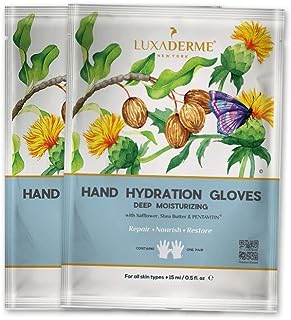 LUXADERME
NEW YORK
HAND HYDRATION GLOVES
DEEP MOISTURIZING
with Safflower, Shea Butter & PENTAVITIN®
Repair • Nourish • Restore
CONTAINS
ONE PAIR
For all skin types • 15 ml / 0.5 fl. oz ℮
HAND